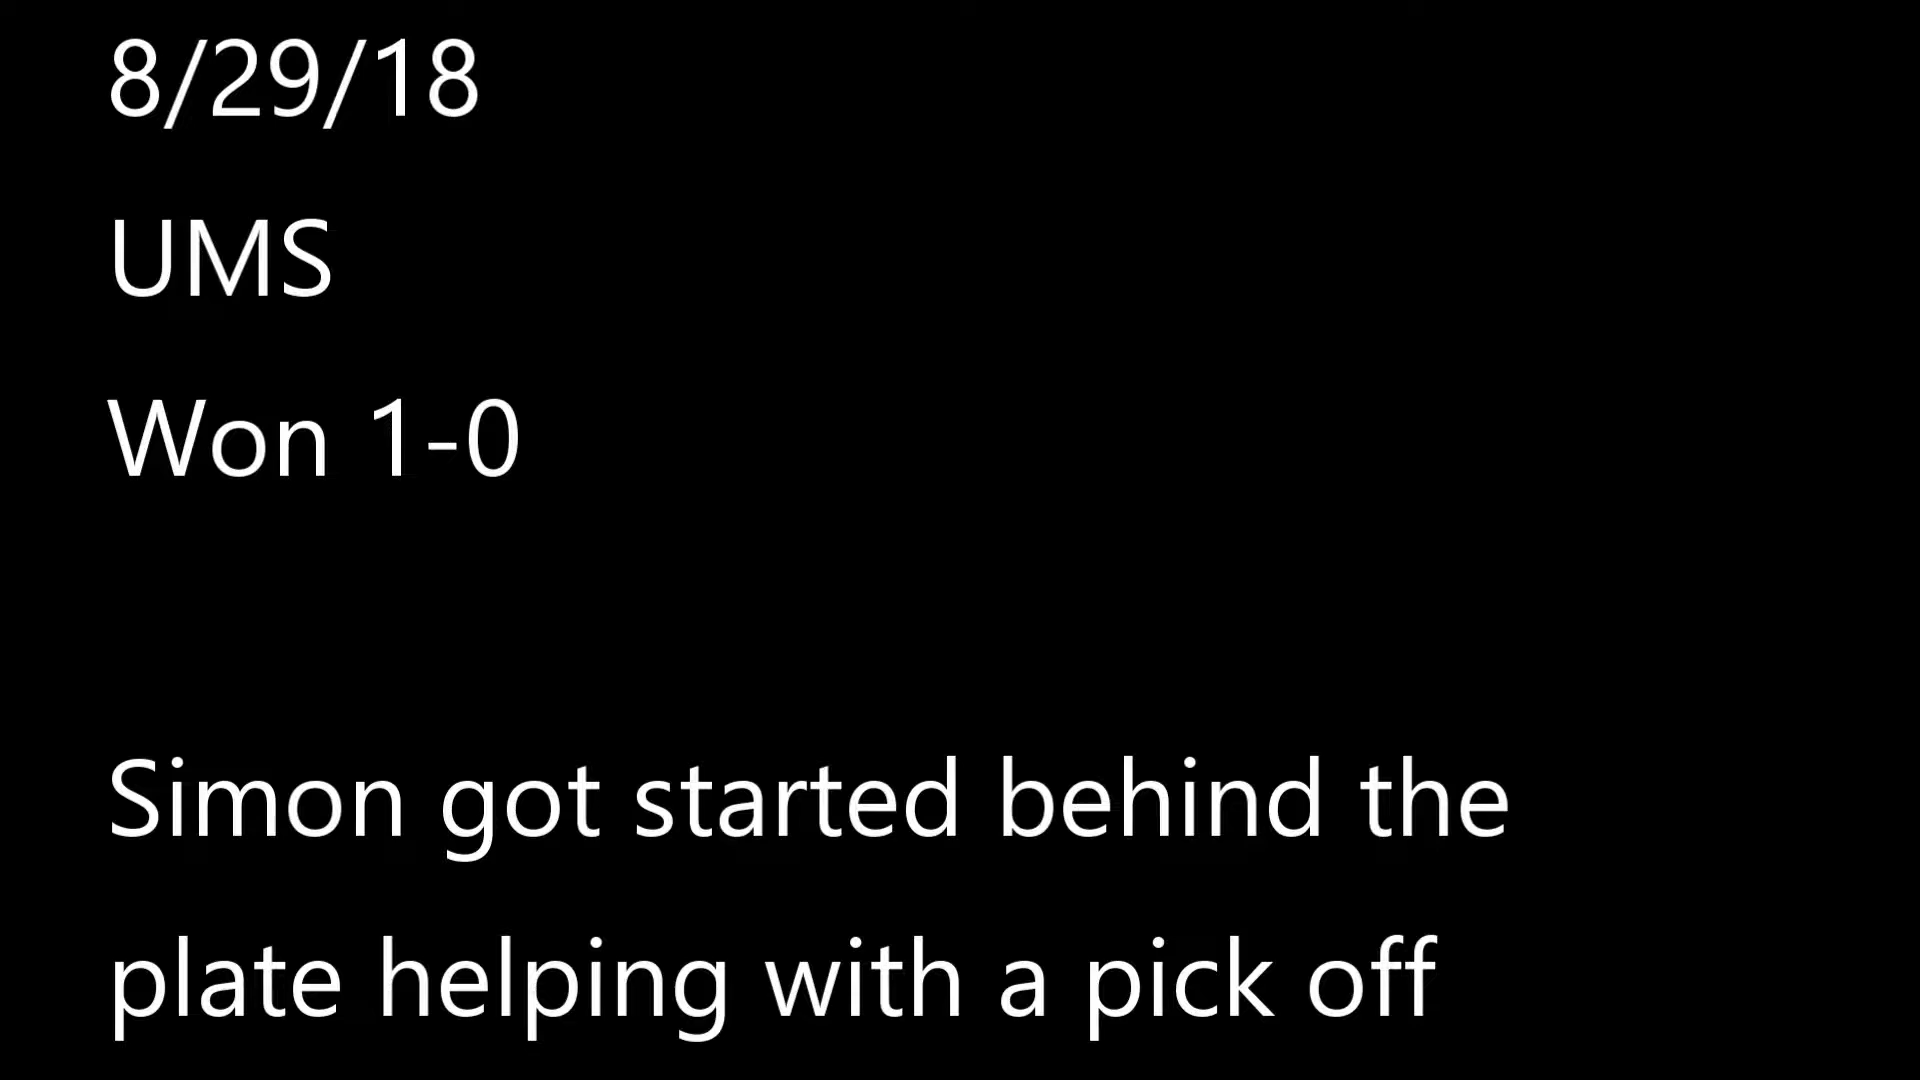 8/29/18
UMS
Won 1-0
Simon got started behind the
plate helping with a pick off